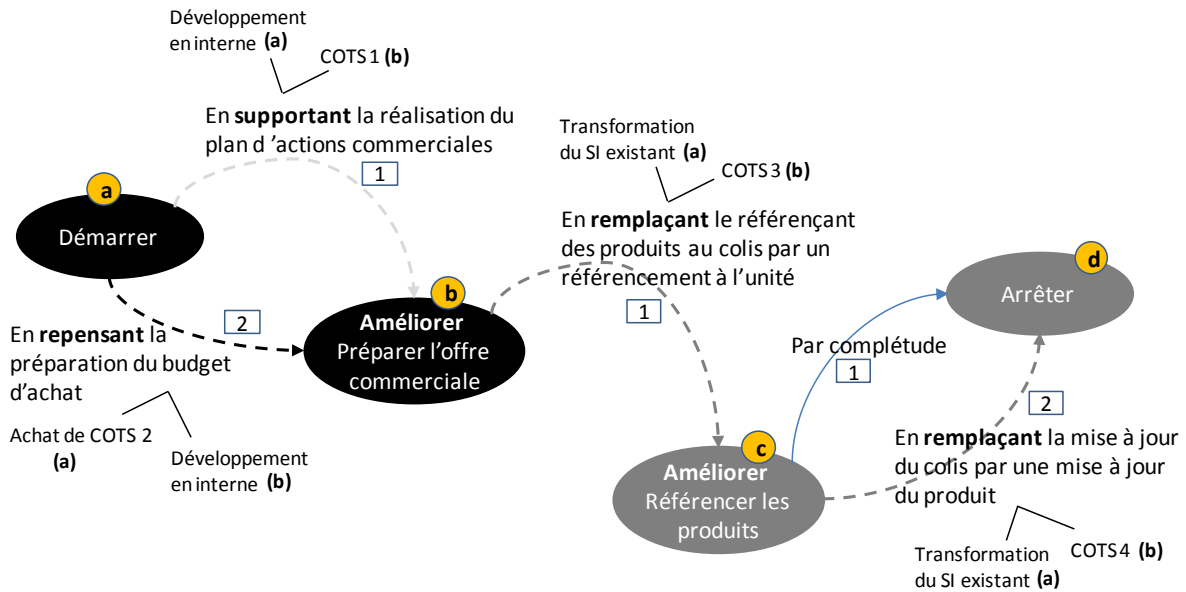 Développement
en interne (a)
COTS 1 (b)
En supportant la réalisation du
plan d ’actions commerciales
1
a
Démarrer
2
En repensant la
préparation du budget
d’achat
Achat de COTS 2
(a)
Développement
en interne (b)
b
Améliorer
Préparer l’offre
commerciale
Transformation
du SI existant (a)
COTS 3 (b)
En remplaçant le référençant
des produits au colis par un
référencement à l’unité
1
c
Améliorer
Référencer les
produits
d
Arrêter
Par complétude
1
2
En remplaçant la mise à jour
du colis par une mise à jour
du produit
Transformation
du SI existant (a)
COTS 4 (b)